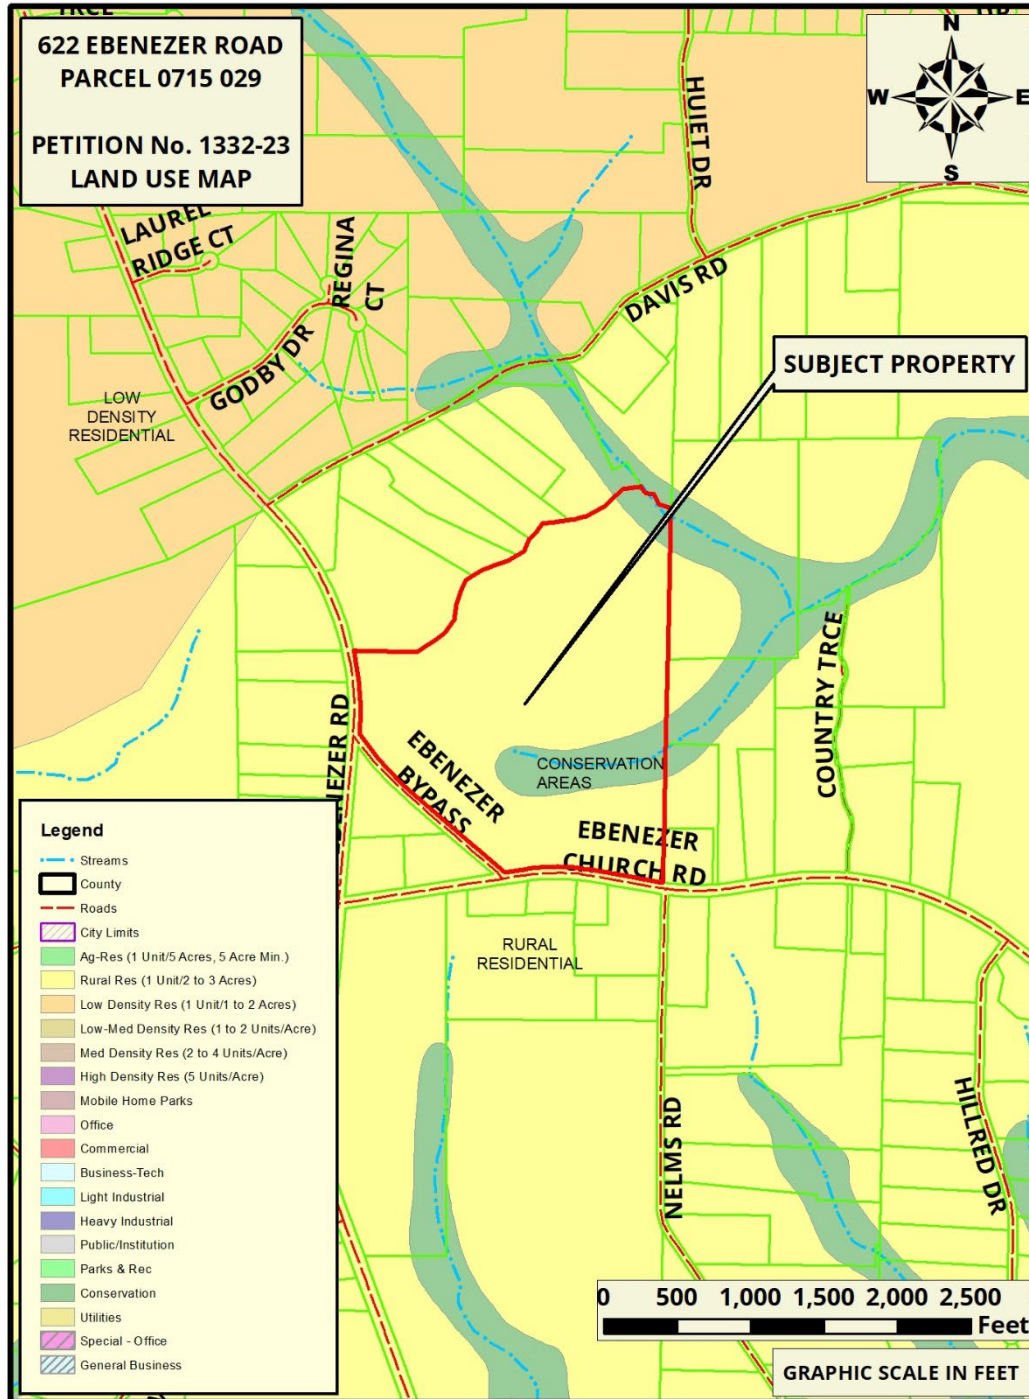 TRCE
DR
622 EBENEZER ROAD
PARCEL 0715 029
PETITION No. 1332-23
LAND USE MAP
N
W
E
S
HUIET DR
LAUREL
RIDGE CT
REGINA
CT
DAVIS RD
GODBY DR
SUBJECT PROPERTY
LOW
DENSITY
RESIDENTIAL
COUNTRY TRCE
EBENEZER
BYPASS
CONSERVATION
AREAS
EBENEZER
CHURCH RD
RURAL
RESIDENTIAL
NELMS RD
HILLRED DR
Legend
Streams
County
Roads
City Limits
Ag-Res (1 Unit/5 Acres, 5 Acre Min.)
Rural Res (1 Unit/2 to 3 Acres)
Low Density Res (1 Unit/1 to 2 Acres)
Low-Med Density Res (1 to 2 Units/Acre)
Med Density Res (2 to 4 Units/Acre)
High Density Res (5 Units/Acre)
Mobile Home Parks
Office
Commercial
Business-Tech
Light Industrial
Heavy Industrial
Public/Institution
Parks & Rec
Conservation
Utilities
Special - Office
General Business
0 500 1,000 1,500 2,000 2,500
Feet
GRAPHIC SCALE IN FEET